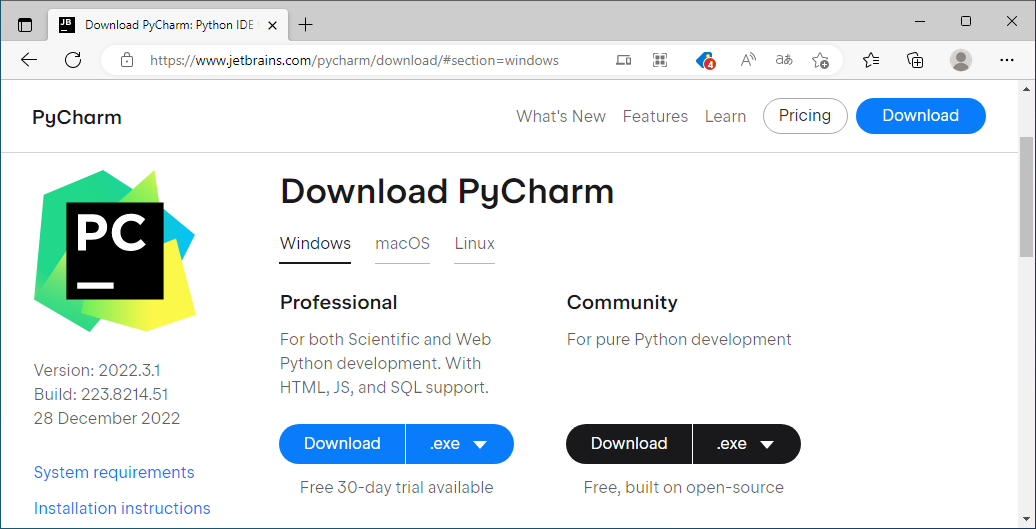 JB
Download PyCharm: Python IDE
https://www.jetbrains.com/pycharm/download/#section=windows
4
A
aあ
PyCharm
What's New
Features
Learn
Pricing
Download
PC
Download PyCharm
Windows
macOS
Linux
Professional
For both Scientific and Web
Python development. With
HTML, JS, and SQL support.
Download
.exe
Free 30-day trial available
Community
For pure Python development
Download
.exe
Free, built on open-source
Version: 2022.3.1
Build: 223.8214.51
28 December 2022
System requirements
Installation instructions